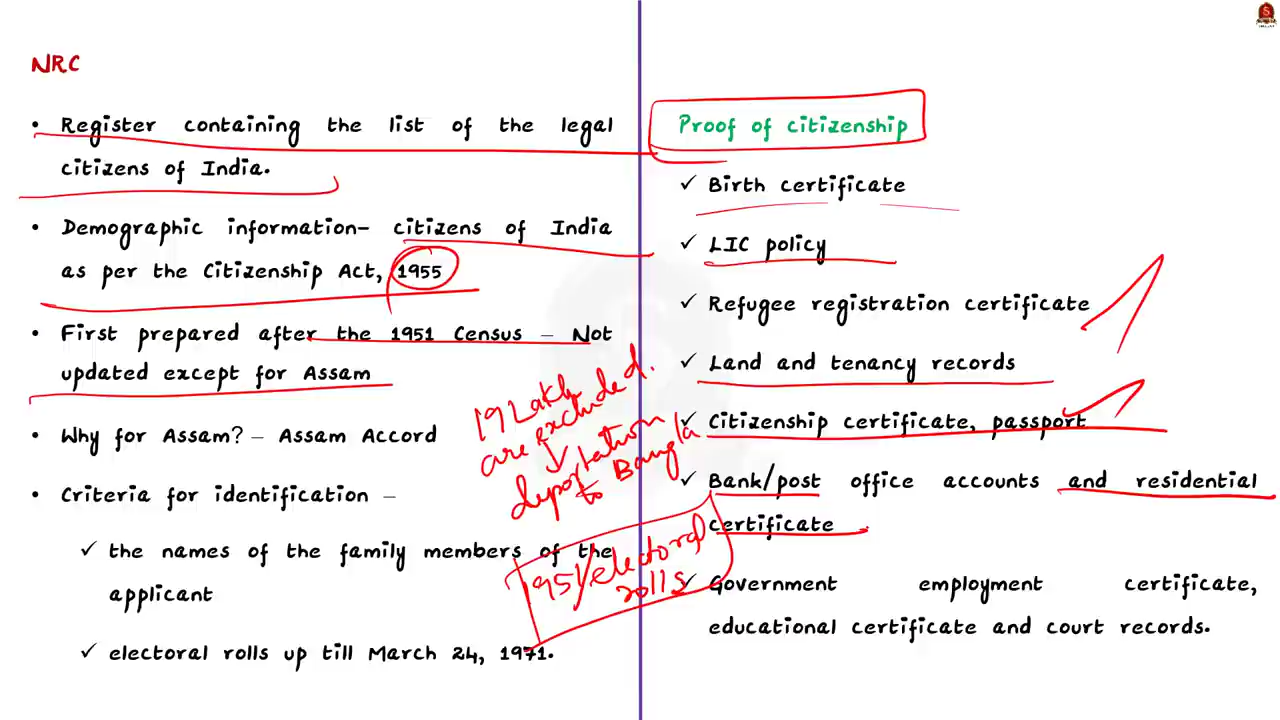 NRC
• Register containing the list of the legal
citizens of India.
• Demographic information- citizens of India
as per the Citizenship Act, 1955
• First prepared after the 1951 Census – Not
updated except for Assam
• Why for Assam? – Assam Accord
• Criteria for identification –
✓ the names of the family members of the
applicant
✓ electoral rolls up till March 24, 1971.
19 Lakh
are excluded.
↓
deportation
to Bangla
1951/electoral
rolls
Proof of citizenship
✓ Birth certificate
✓ LIC policy
✓ Refugee registration certificate
✓ Land and tenancy records
✓ Citizenship certificate, passport
✓ Bank/post office accounts and residential
certificate
✓ Government employment certificate,
educational certificate and court records.